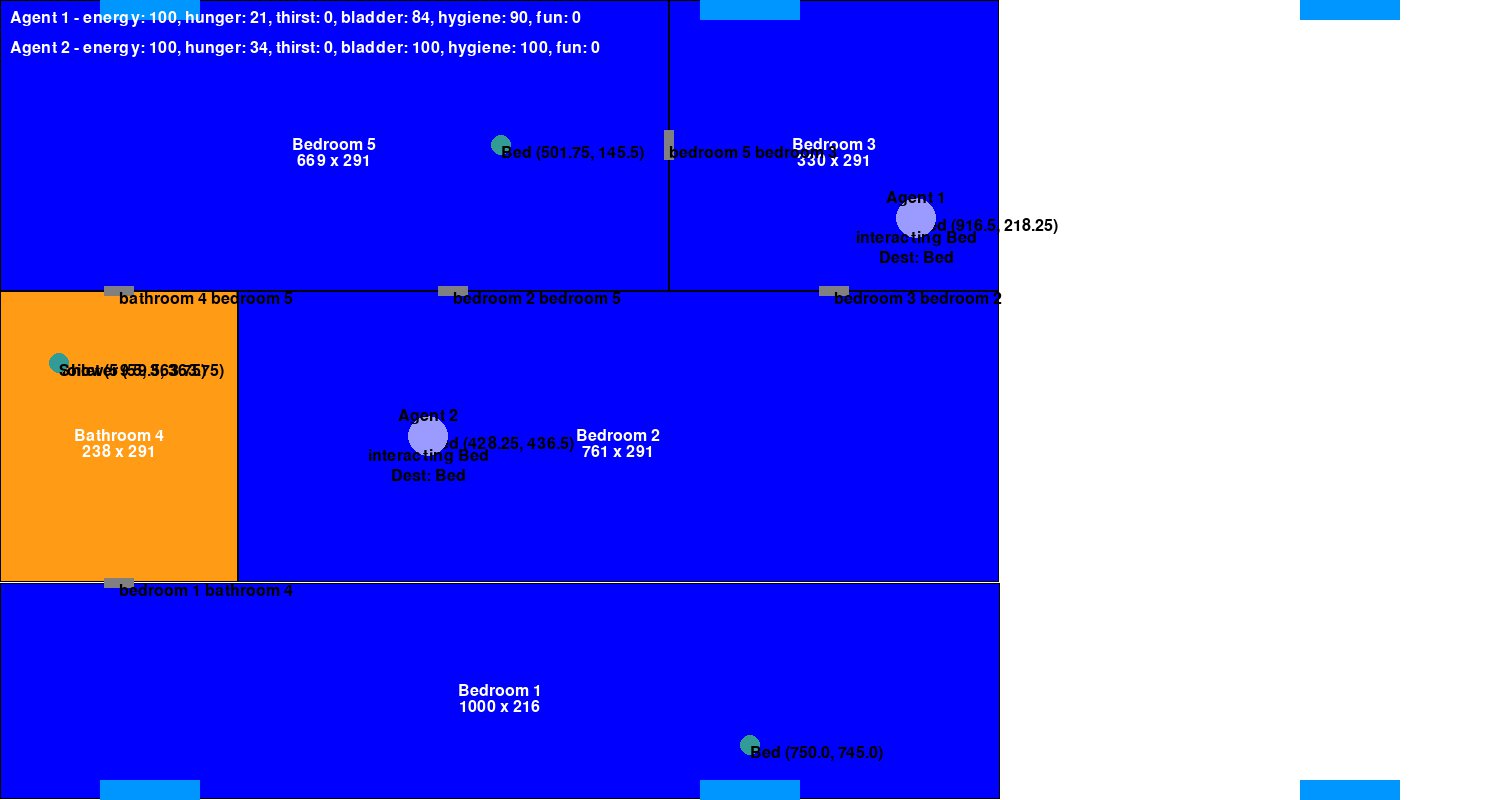 Agent 1 - energy: 100, hunger: 21, thirst: 0, bladder: 84, hygiene: 90, fun: 0
Agent 2 - energy: 100, hunger: 34, thirst: 0, bladder: 100, hygiene: 100, fun: 0
Bedroom 5
669 x 291
Bed (501.75, 145.5)
bedroom 5 bedroom 3
Bedroom 3
330 x 291
Agent 1
(916.5, 218.25)
interacting Bed
Dest: Bed
bathroom 4 bedroom 5
bedroom 2 bedroom 5
bedroom 3 bedroom 2
Bathroom 4
238 x 291
Agent 2
(428.25, 436.5)
interacting Bed
Dest: Bed
Bedroom 2
761 x 291
bedroom 1 bathroom 4
Bedroom 1
1000 x 216
Bed (750.0, 745.0)